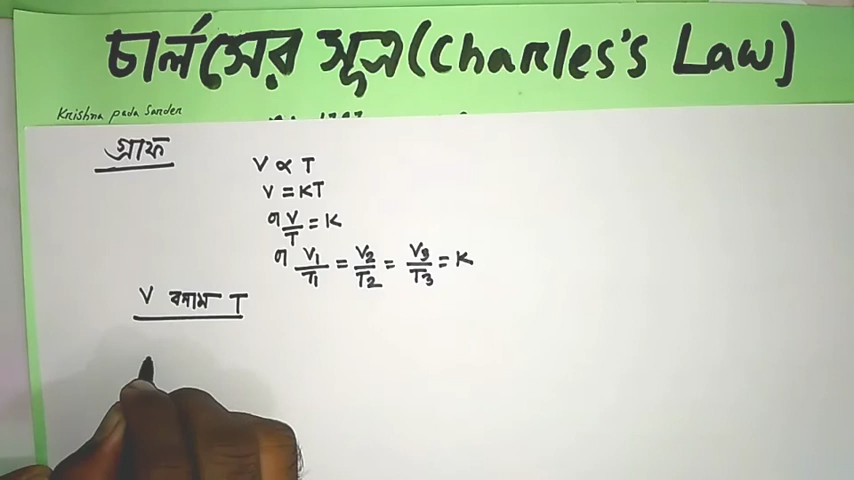 চার্লসের সূত্র (Charles's Law)
Krishna pada Sarder
গ্রাফ
V ∝ T
V = KT
বা V/T = K
বা V1/T1 = V2/T2 = V3/T3 = K
V বনাম T